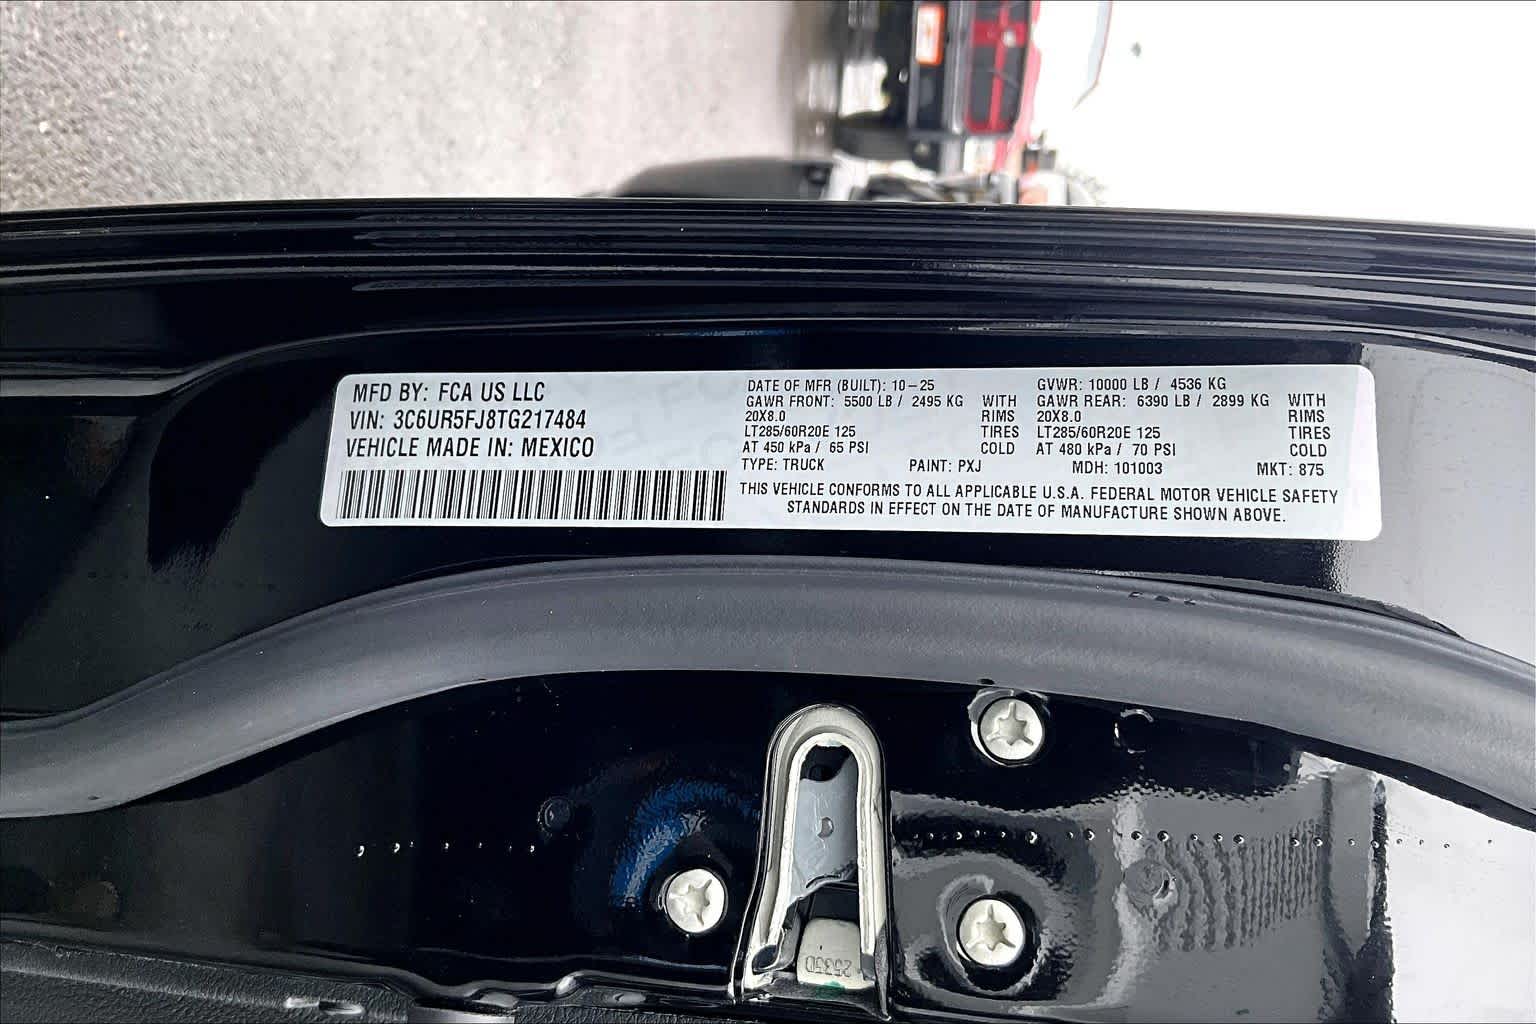 MFD BY: FCA US LLC
VIN: 3C6UR5FJ8TG217484
VEHICLE MADE IN: MEXICO
DATE OF MFR (BUILT): 10-25
GAWR FRONT: 5500 LB / 2495 KG WITH
20X8.0 RIMS
LT285/60R20E 125 TIRES
AT 450 kPa / 65 PSI COLD
GVWR: 10000 LB / 4536 KG
GAWR REAR: 6390 LB / 2899 KG WITH
20X8.0 RIMS
LT285/60R20E 125 TIRES
AT 480 kPa / 70 PSI COLD
TYPE: TRUCK PAINT: PXJ MDH: 101003 MKT: 875
THIS VEHICLE CONFORMS TO ALL APPLICABLE U.S.A. FEDERAL MOTOR VEHICLE SAFETY
STANDARDS IN EFFECT ON THE DATE OF MANUFACTURE SHOWN ABOVE.
2535D